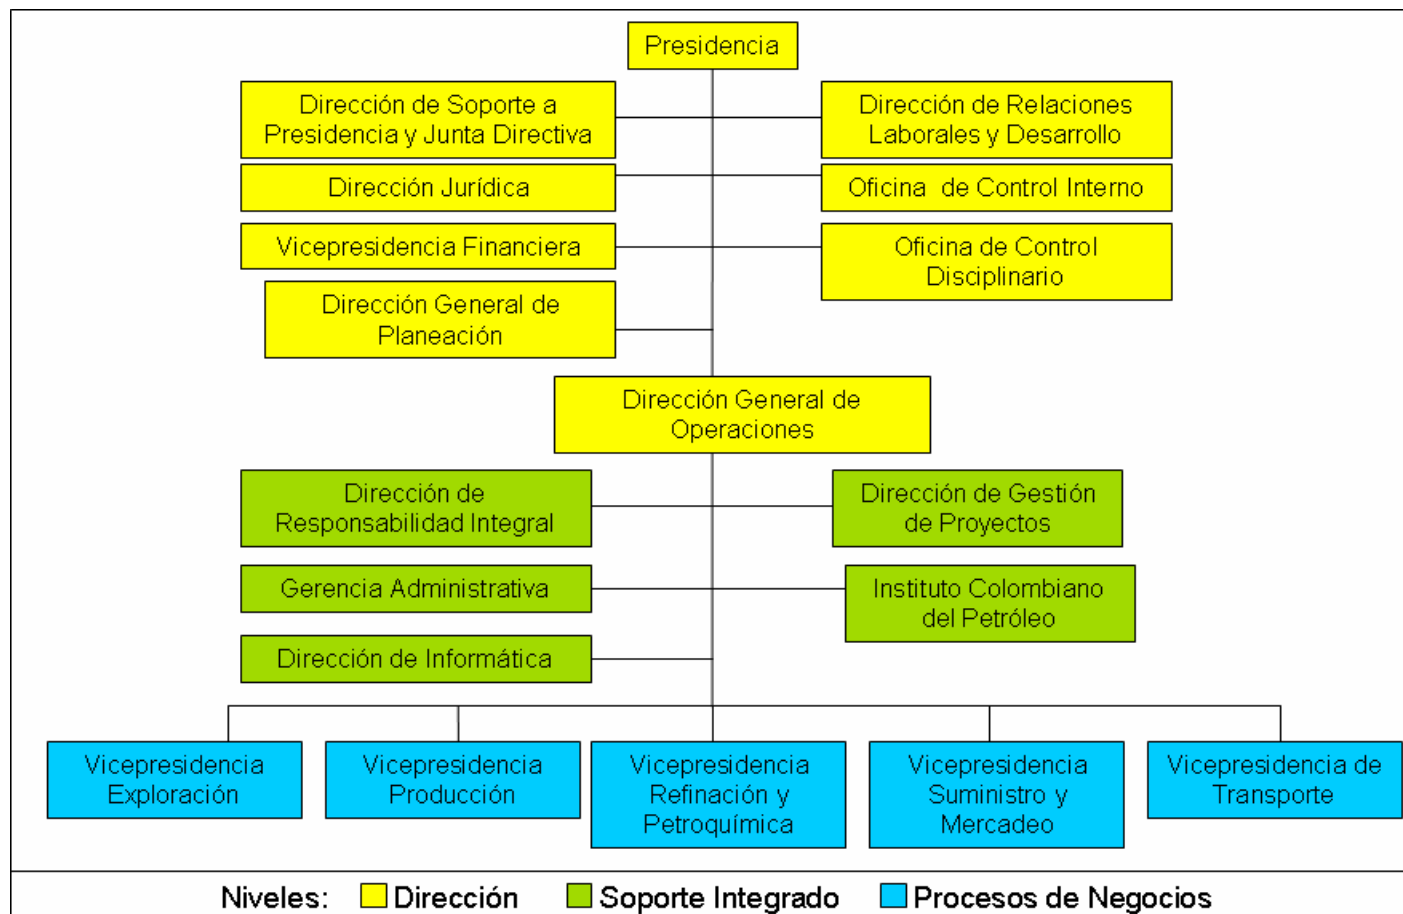 Presidencia
Dirección de Soporte a
Presidencia y Junta Directiva
Dirección de Relaciones
Laborales y Desarrollo
Dirección Jurídica
Oficina de Control Interno
Vicepresidencia Financiera
Oficina de Control
Disciplinario
Dirección General de
Planeación
Dirección General de
Operaciones
Dirección de
Responsabilidad Integral
Dirección de Gestión
de Proyectos
Gerencia Administrativa
Instituto Colombiano
del Petróleo
Dirección de Informática
Vicepresidencia
Exploración
Vicepresidencia
Producción
Vicepresidencia
Refinación y
Petroquímica
Vicepresidencia
Suministro y
Mercadeo
Vicepresidencia de
Transporte
Niveles: Dirección Soporte Integrado Procesos de Negocios